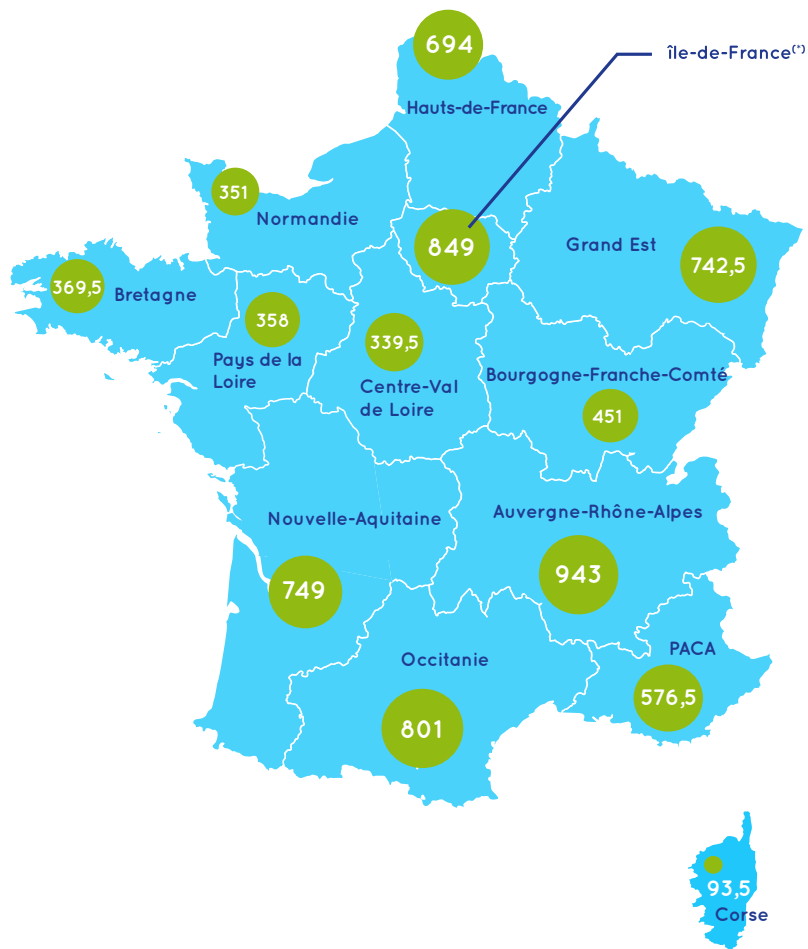 694
île-de-France(*)
Hauts-de-France
351
Normandie
849
Grand Est
742,5
369,5
Bretagne
358
Pays de la
Loire
339,5
Centre-Val
de Loire
Bourgogne-Franche-Comté
451
Nouvelle-Aquitaine
749
Auvergne-Rhône-Alpes
943
Occitanie
801
PACA
576,5
93,5
Corse